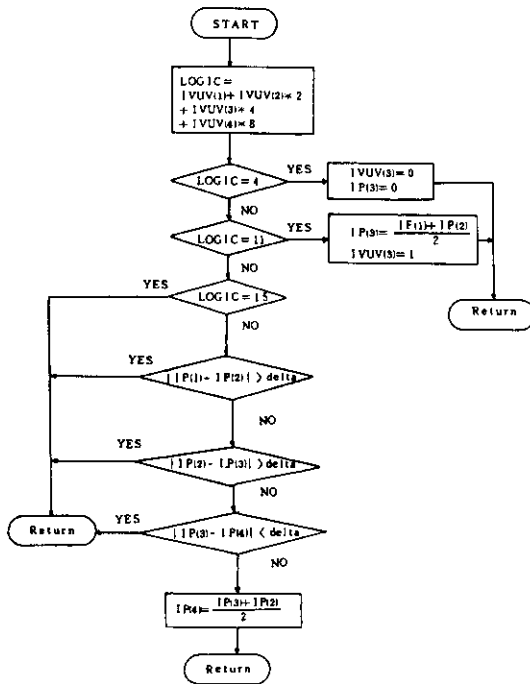 START
LOGIC=
IVUV(1)+ IVUV(2)* 2
+ IVUV(3)* 4
+ IVUV(4)* 8
LOGIC=4
YES
IVUV(3)=0
IP(3)=0
NO
LOGIC=11
YES
IP(3)= IP(1)+IP(2)
2
IVUV(3)=1
NO
YES
LOGIC=15
Return
NO
YES
|IP(1)- IP(2)| > delta
NO
YES
|IP(2)- IP(3)| > delta
NO
Return
YES
|IP(3)- IP(4)| < delta
NO
IP(4)= IP(3)+IP(2)
2
Return